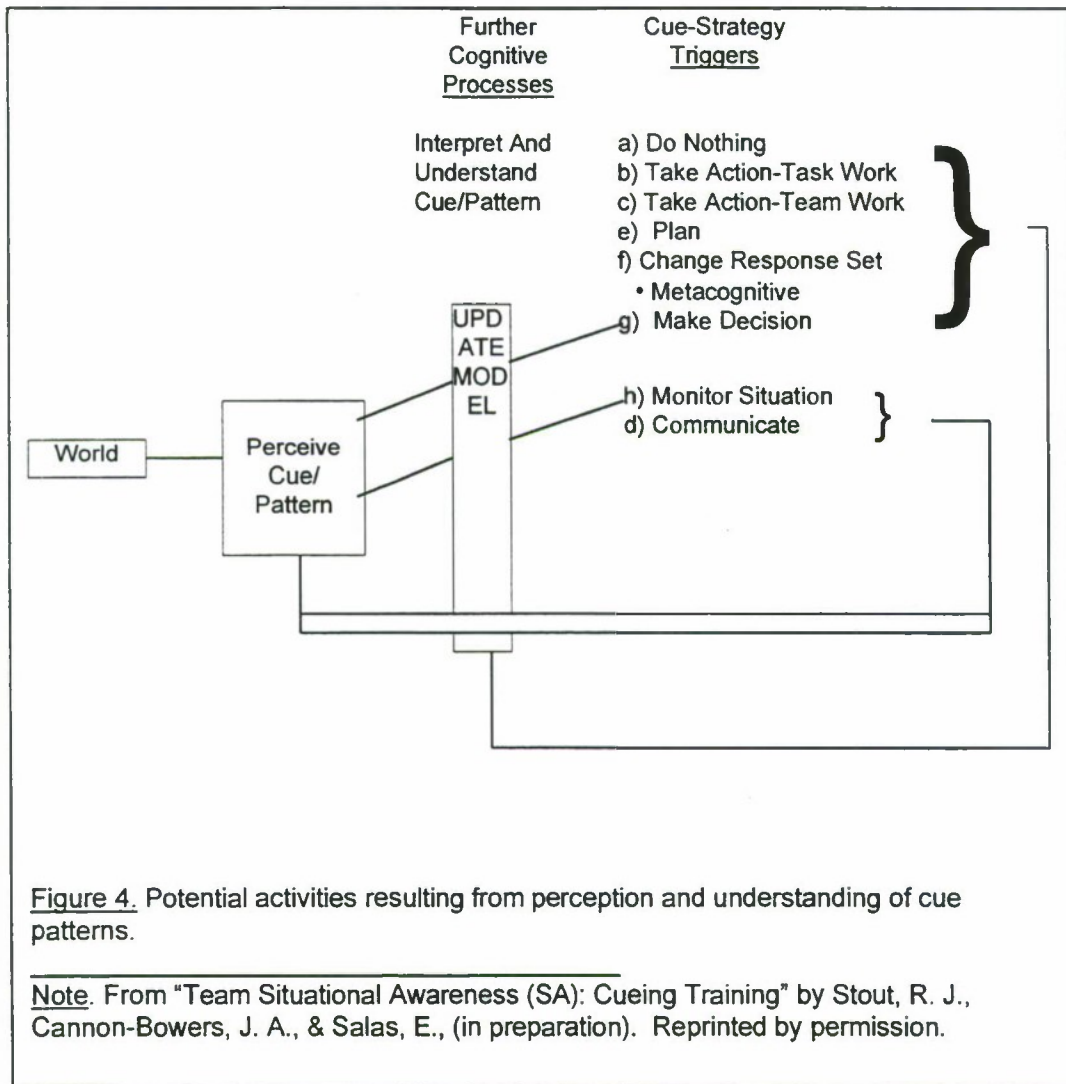 Further
Cognitive
Processes
Cue-Strategy
Triggers
Interpret And
Understand
Cue/Pattern
a) Do Nothing
b) Take Action-Task Work
c) Take Action-Team Work
e) Plan
f) Change Response Set
• Metacognitive
g) Make Decision
h) Monitor Situation
d) Communicate
UPD
ATE
MOD
EL
World
Perceive
Cue/
Pattern
Figure 4. Potential activities resulting from perception and understanding of cue
patterns.
Note. From "Team Situational Awareness (SA): Cueing Training" by Stout, R. J.,
Cannon-Bowers, J. A., & Salas, E., (in preparation). Reprinted by permission.